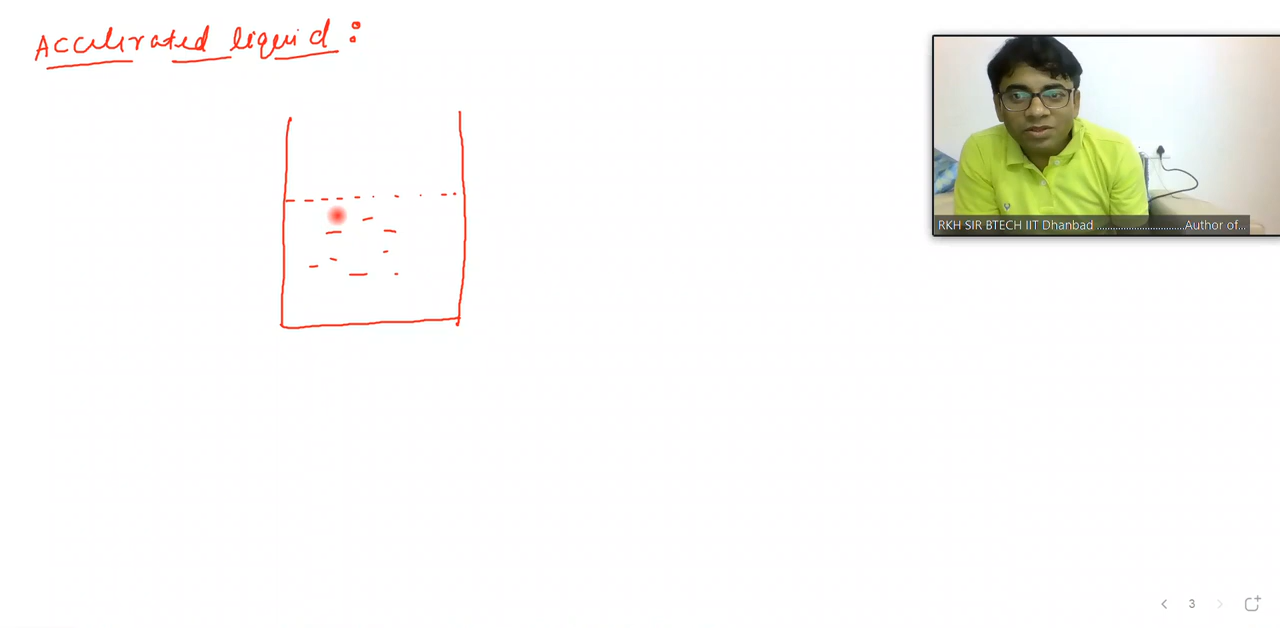 Accelirated liquid :
RKH SIR BTECH IIT Dhanbad ................................Author of...
3